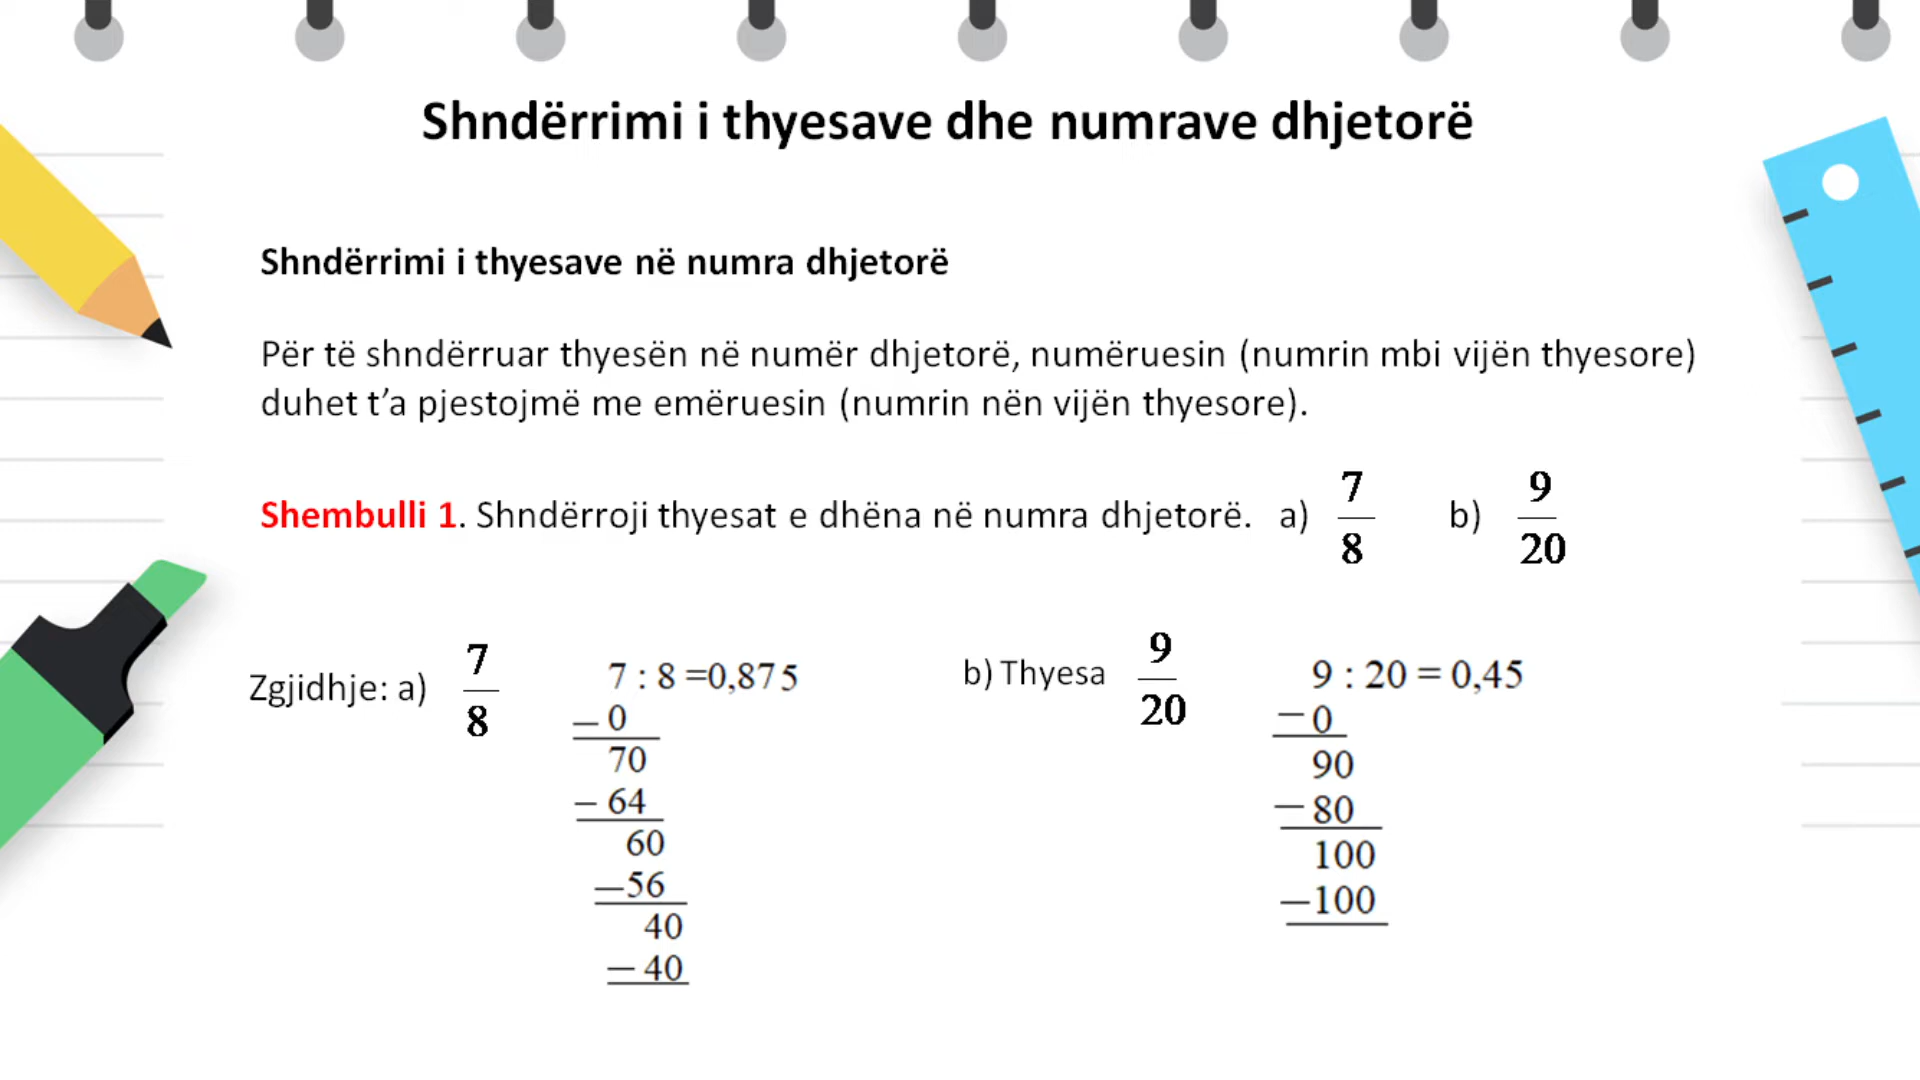 Shndërrimi i thyesave dhe numrave dhjetorë
Shndërrimi i thyesave në numra dhjetorë
Për të shndërruar thyesën në numër dhjetorë, numëruesin (numrin mbi vijën thyesore)
duhet t’a pjestojmë me emëruesin (numrin nën vijën thyesore).
Shembulli 1. Shndërroji thyesat e dhëna në numra dhjetorë. a) 7/8 b) 9/20
Zgjidhje: a) 7/8
7 : 8 =0,875
– 0
70
– 64
60
–56
40
– 40
b) Thyesa 9/20
9 : 20 = 0,45
–0
90
–80
100
–100